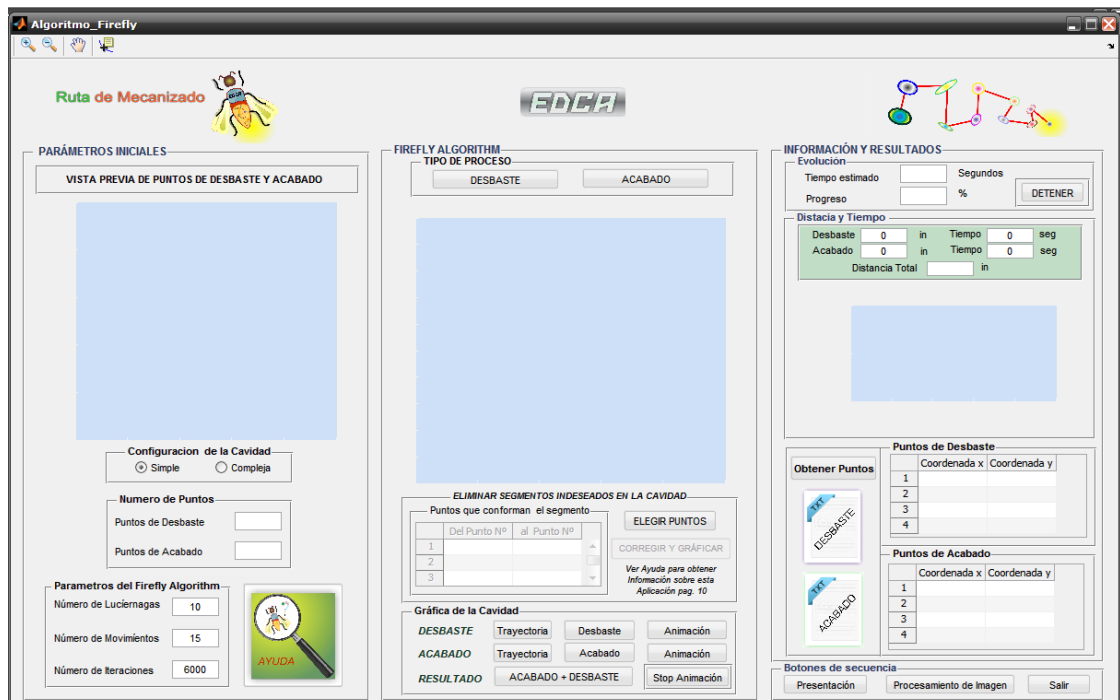 Algoritmo_Firefly
Ruta de Mecanizado
EDCA
PARÁMETROS INICIALES
VISTA PREVIA DE PUNTOS DE DESBASTE Y ACABADO
Configuracion de la Cavidad
Simple
Compleja
Numero de Puntos
Puntos de Desbaste
Puntos de Acabado
Parametros del Firefly Algorithm
Número de Luciérnagas 10
Número de Movimientos 15
Número de Iteraciones 6000
AYUDA
FIREFLY ALGORITHM
TIPO DE PROCESO
DESBASTE
ACABADO
ELIMINAR SEGMENTOS INDESEADOS EN LA CAVIDAD
Puntos que conforman el segmento
Del Punto Nº al Punto Nº
1
2
3
ELEGIR PUNTOS
CORREGIR Y GRÁFICAR
Ver Ayuda para obtener
Información sobre esta
Aplicación pag. 10
Gráfica de la Cavidad
DESBASTE Trayectoria Desbaste Animación
ACABADO Trayectoria Acabado Animación
RESULTADO ACABADO + DESBASTE Stop Animación
INFORMACIÓN Y RESULTADOS
Evolución
Tiempo estimado Segundos
Progreso %
DETENER
Distacia y Tiempo
Desbaste 0 in Tiempo 0 seg
Acabado 0 in Tiempo 0 seg
Distancia Total in
Obtener Puntos
TXT
DESBASTE
TXT
ACABADO
Puntos de Desbaste
Coordenada x Coordenada y
1
2
3
4
Puntos de Acabado
Coordenada x Coordenada y
1
2
3
4
Botones de secuencia
Presentación Procesamiento de Imagen Salir